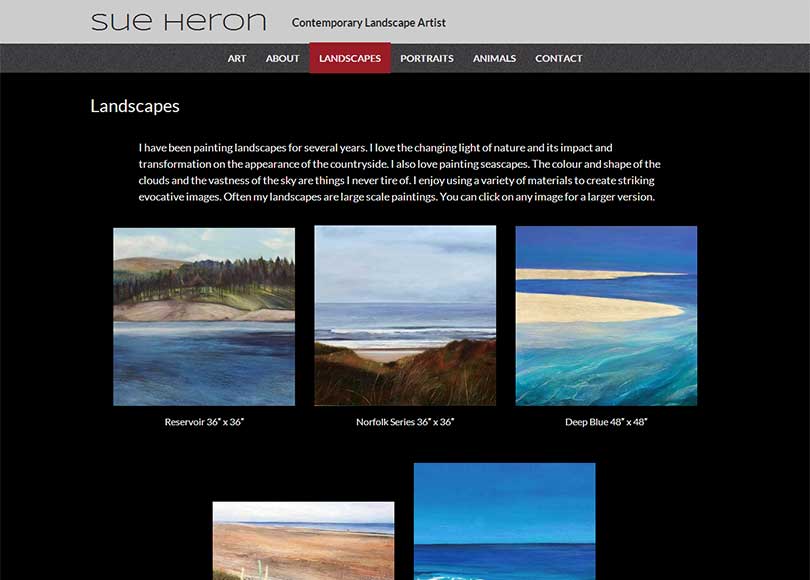 Sue Heron
Contemporary Landscape Artist
ART ABOUT LANDSCAPES PORTRAITS ANIMALS CONTACT
Landscapes
I have been painting landscapes for several years. I love the changing light of nature and its impact and
transformation on the appearance of the countryside. I also love painting seascapes. The colour and shape of the
clouds and the vastness of the sky are things I never tire of. I enjoy using a variety of materials to create striking
evocative images. Often my landscapes are large scale paintings. You can click on any image for a larger version.
Reservoir 36" x 36"
Norfolk Series 36" x 36"
Deep Blue 48" x 48"